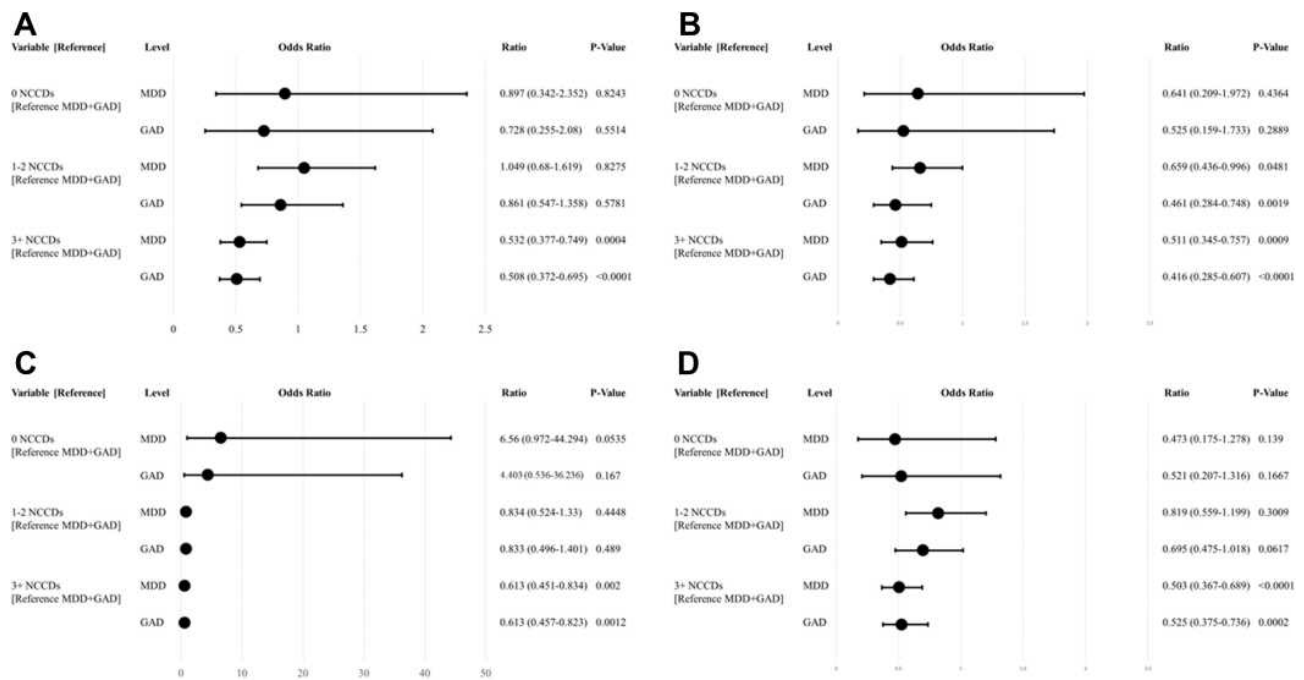 A
Variable [Reference] Level Odds Ratio Ratio P-Value
0 NCCDs MDD 0.897 (0.342-2.352) 0.8243
[Reference MDD+GAD]
GAD 0.728 (0.255-2.08) 0.5514
1-2 NCCDs MDD 1.049 (0.68-1.619) 0.8275
[Reference MDD+GAD]
GAD 0.861 (0.547-1.358) 0.5781
3+ NCCDs MDD 0.532 (0.377-0.749) 0.0004
[Reference MDD+GAD]
GAD 0.508 (0.372-0.695) <0.0001
0 0.5 1 1.5 2 2.5
B
Variable [Reference] Level Odds Ratio Ratio P-Value
0 NCCDs MDD 0.641 (0.209-1.972) 0.4364
[Reference MDD+GAD]
GAD 0.525 (0.159-1.733) 0.2889
1-2 NCCDs MDD 0.659 (0.436-0.996) 0.0481
[Reference MDD+GAD]
GAD 0.461 (0.284-0.748) 0.0019
3+ NCCDs MDD 0.511 (0.345-0.757) 0.0009
[Reference MDD+GAD]
GAD 0.416 (0.285-0.607) <0.0001
C
Variable [Reference] Level Odds Ratio Ratio P-Value
0 NCCDs MDD 6.56 (0.972-44.294) 0.0535
[Reference MDD+GAD]
GAD 4.403 (0.536-36.236) 0.167
1-2 NCCDs MDD 0.834 (0.524-1.33) 0.4448
[Reference MDD+GAD]
GAD 0.833 (0.496-1.401) 0.489
3+ NCCDs MDD 0.613 (0.451-0.834) 0.002
[Reference MDD+GAD]
GAD 0.613 (0.457-0.823) 0.0012
0 10 20 30 40 50
D
Variable [Reference] Level Odds Ratio Ratio P-Value
0 NCCDs MDD 0.473 (0.175-1.278) 0.139
[Reference MDD+GAD]
GAD 0.521 (0.207-1.316) 0.1667
1-2 NCCDs MDD 0.819 (0.559-1.199) 0.3009
[Reference MDD+GAD]
GAD 0.695 (0.475-1.018) 0.0617
3+ NCCDs MDD 0.503 (0.367-0.689) <0.0001
[Reference MDD+GAD]
GAD 0.525 (0.375-0.736) 0.0002